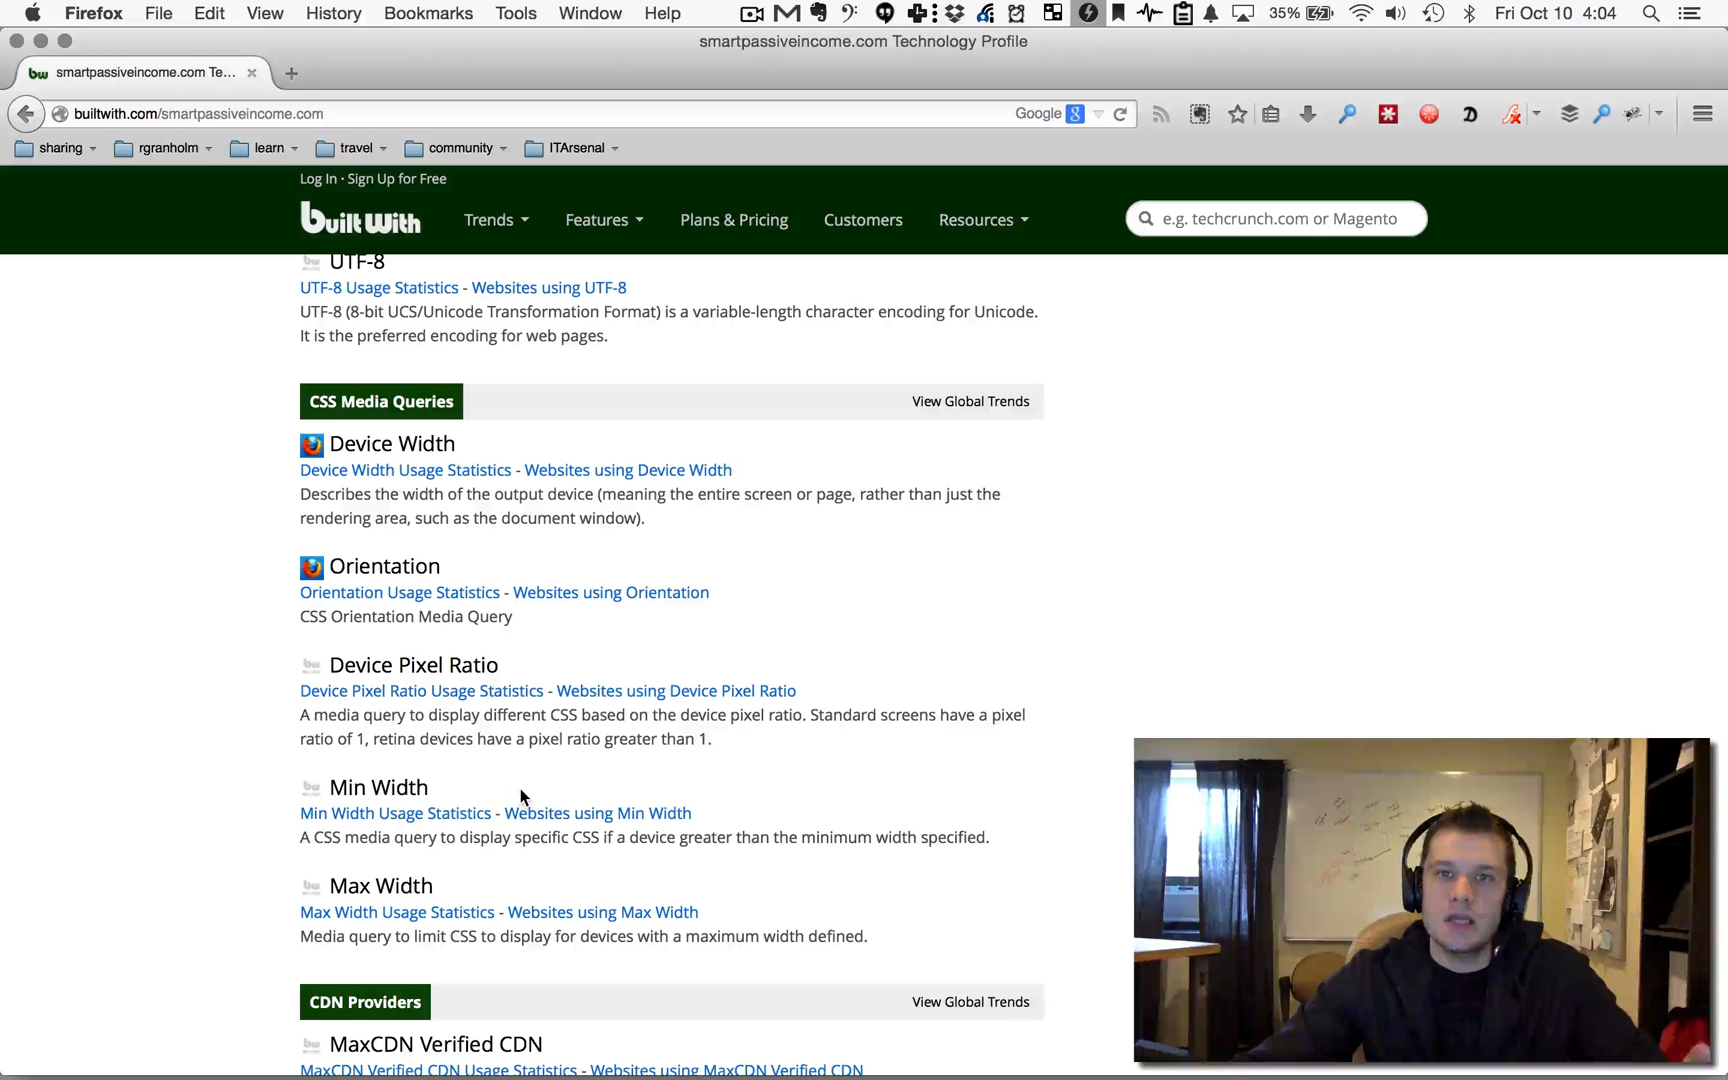 Firefox File Edit View History Bookmarks Tools Window Help 35% Fri Oct 10 4:04
smartpassiveincome.com Technology Profile
bw smartpassiveincome.com Te...
builtwith.com/smartpassiveincome.com Google
sharing rgranholm learn travel community ITArsenal
Log In · Sign Up for Free
built with Trends Features Plans & Pricing Customers Resources e.g. techcrunch.com or Magento
UTF-8
UTF-8 Usage Statistics - Websites using UTF-8
UTF-8 (8-bit UCS/Unicode Transformation Format) is a variable-length character encoding for Unicode.
It is the preferred encoding for web pages.
CSS Media Queries View Global Trends
Device Width
Device Width Usage Statistics - Websites using Device Width
Describes the width of the output device (meaning the entire screen or page, rather than just the
rendering area, such as the document window).
Orientation
Orientation Usage Statistics - Websites using Orientation
CSS Orientation Media Query
Device Pixel Ratio
Device Pixel Ratio Usage Statistics - Websites using Device Pixel Ratio
A media query to display different CSS based on the device pixel ratio. Standard screens have a pixel
ratio of 1, retina devices have a pixel ratio greater than 1.
Min Width
Min Width Usage Statistics - Websites using Min Width
A CSS media query to display specific CSS if a device greater than the minimum width specified.
Max Width
Max Width Usage Statistics - Websites using Max Width
Media query to limit CSS to display for devices with a maximum width defined.
CDN Providers View Global Trends
MaxCDN Verified CDN
MaxCDN Verified CDN Usage Statistics - Websites using MaxCDN Verified CDN